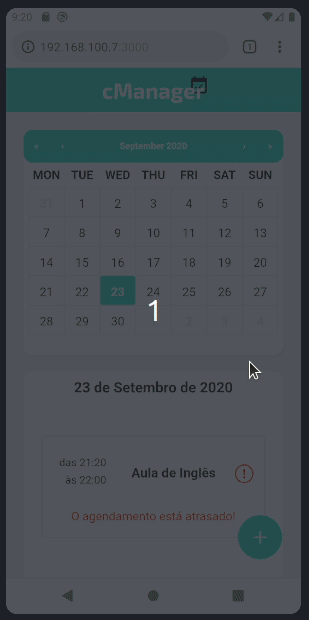 9:20
192.168.100.7:3000
1
cManager
« ‹ September 2020 › »
MON TUE WED THU FRI SAT SUN
31 1 2 3 4 5 6
7 8 9 10 11 12 13
14 15 16 17 18 19 20
21 22 23 24 25 26 27
28 29 30 1 2 3 4
1
23 de Setembro de 2020
das 21:20
às 22:00
Aula de Inglês
!
O agendamento está atrasado!
+